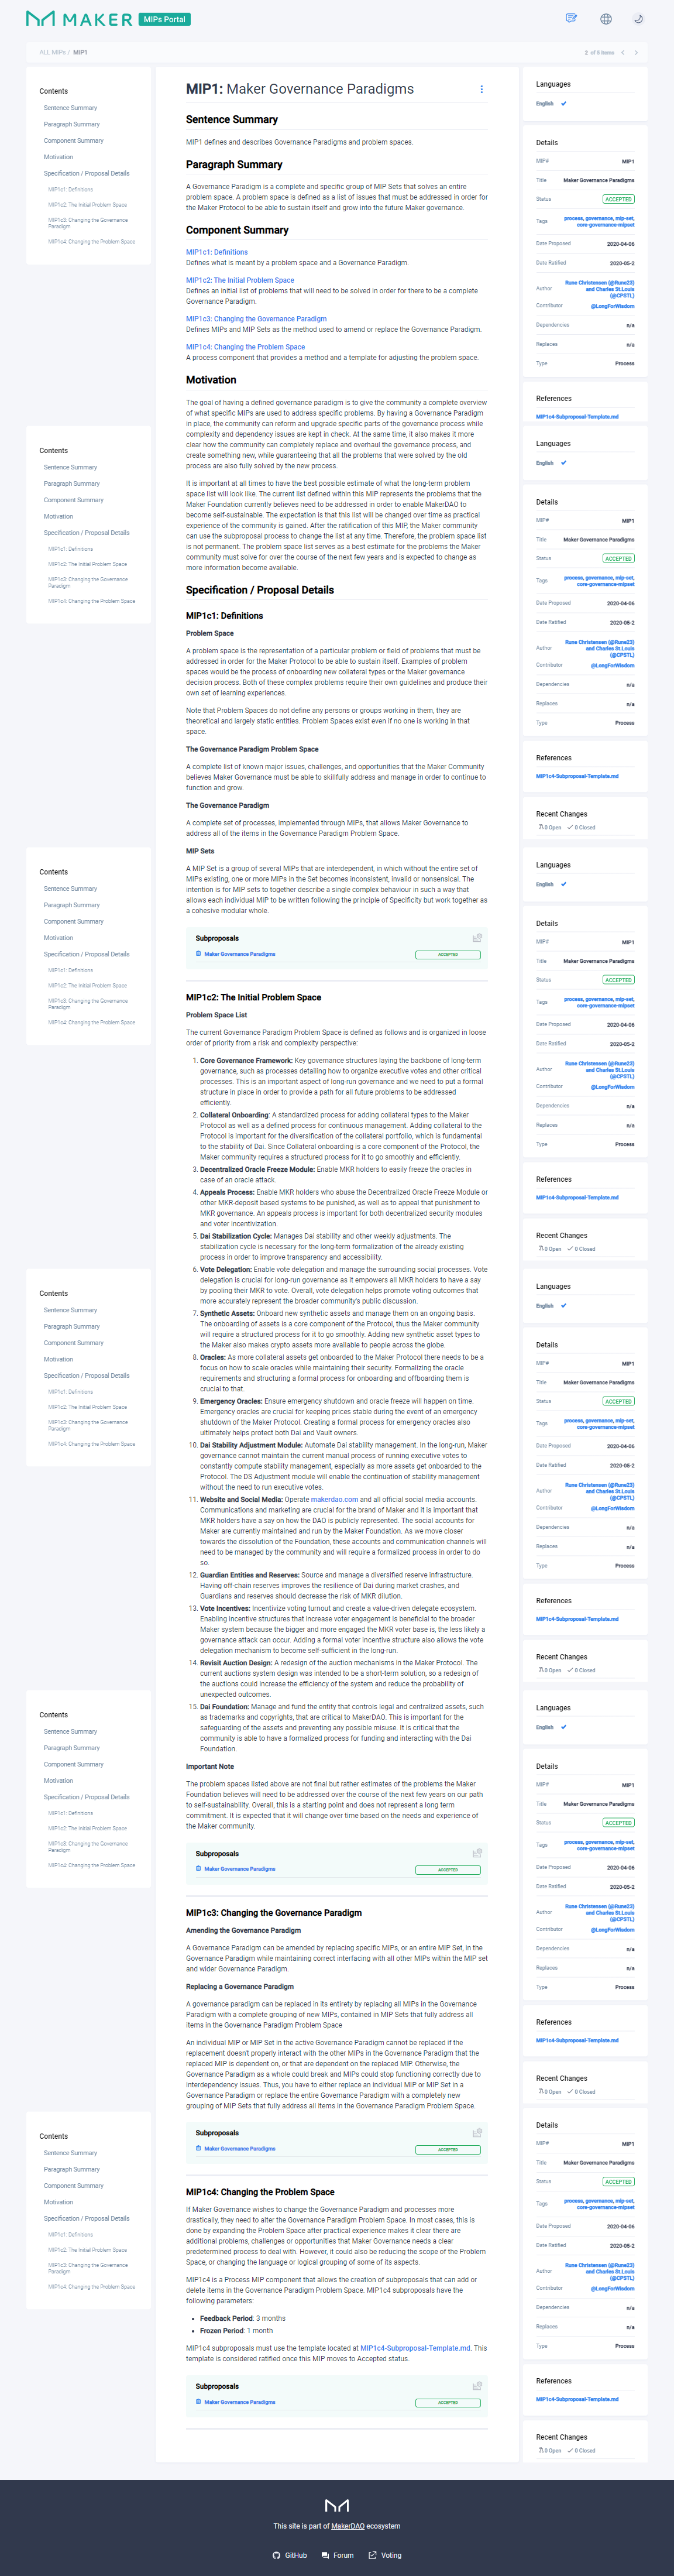 MAKER MIPs Portal
ALL MIPs / MIP1
2 of 5 items
Contents
Sentence Summary
Paragraph Summary
Component Summary
Motivation
Specification / Proposal Details
MIP1c1: Definitions
MIP1c2: The Initial Problem Space
MIP1c3: Changing the Governance
Paradigm
MIP1c4: Changing the Problem Space
MIP1: Maker Governance Paradigms
Sentence Summary
MIP1 defines and describes Governance Paradigms and problem spaces.
Paragraph Summary
A Governance Paradigm is a complete and specific group of MIP Sets that solves an entire
problem space. A problem space is defined as a list of issues that must be addressed in order for
the Maker Protocol to be able to sustain itself and grow into the future Maker governance.
Component Summary
MIP1c1: Definitions
Defines what is meant by a problem space and a Governance Paradigm.
MIP1c2: The Initial Problem Space
Defines an initial list of problems that will need to be solved in order for there to be a complete
Governance Paradigm.
MIP1c3: Changing the Governance Paradigm
Defines MIPs and MIP Sets as the method used to amend or replace the Governance Paradigm.
MIP1c4: Changing the Problem Space
A process component that provides a method and a template for adjusting the problem space.
Motivation
The goal of having a defined governance paradigm is to give the community a complete overview
of what specific MIPs are used to address specific problems. By having a Governance Paradigm
in place, the community can reform and upgrade specific parts of the governance process while
complexity and dependency issues are kept in check. At the same time, it also makes it more
clear how the community can completely replace and overhaul the governance process, and
create something new, while guaranteeing that all the problems that were solved by the old
process are also fully solved by the new process.
It is important at all times to have the best possible estimate of what the long-term problem
space list will look like. The current list defined within this MIP represents the problems that the
Maker Foundation currently believes need to be addressed in order to enable MakerDAO to
become self-sustainable. The expectation is that this list will be changed over time as practical
experience of the community is gained. After the ratification of this MIP, the Maker community
can use the subproposal process to change the list at any time. Therefore, the problem space list
is not permanent. The problem space list serves as a best estimate for the problems the Maker
community must solve for over the course of the next few years and is expected to change as
more information become available.
Specification / Proposal Details
MIP1c1: Definitions
Problem Space
A problem space is the representation of a particular problem or field of problems that must be
addressed in order for the Maker Protocol to be able to sustain itself. Examples of problem
spaces would be the process of onboarding new collateral types or the Maker governance
decision process. Both of these complex problems require their own guidelines and produce their
own set of learning experiences.
Note that Problem Spaces do not define any persons or groups working in them, they are
theoretical and largely static entities. Problem Spaces exist even if no one is working in that
space.
The Governance Paradigm Problem Space
A complete list of known major issues, challenges, and opportunities that the Maker Community
believes Maker Governance must be able to skillfully address and manage in order to continue to
function and grow.
The Governance Paradigm
A complete set of processes, implemented through MIPs, that allows Maker Governance to
address all of the items in the Governance Paradigm Problem Space.
MIP Sets
A MIP Set is a group of several MIPs that are interdependent, in which without the entire set of
MIPs existing, one or more MIPs in the Set becomes inconsistent, invalid or nonsensical. The
intention is for MIP sets to together describe a single complex behaviour in such a way that
allows each individual MIP to be written following the principle of Specificity but work together as
a cohesive modular whole.
Subproposals
Maker Governance Paradigms ACCEPTED
MIP1c2: The Initial Problem Space
Problem Space List
The current Governance Paradigm Problem Space is defined as follows and is organized in loose
order of priority from a risk and complexity perspective:
1. Core Governance Framework: Key governance structures laying the backbone of long-term
governance, such as processes detailing how to organize executive votes and other critical
processes. This is an important aspect of long-run governance and we need to put a formal
structure in place in order to provide a path for all future problems to be addressed
efficiently.
2. Collateral Onboarding: A standardized process for adding collateral types to the Maker
Protocol as well as a defined process for continuous management. Adding collateral to the
Protocol is important for the diversification of the collateral portfolio, which is fundamental
to the stability of Dai. Since Collateral onboarding is a core component of the Protocol, the
Maker community requires a structured process for it to go smoothly and efficiently.
3. Decentralized Oracle Freeze Module: Enable MKR holders to easily freeze the oracles in
case of an oracle attack.
4. Appeals Process: Enable MKR holders who abuse the Decentralized Oracle Freeze Module or
other MKR-deposit based systems to be punished, as well as to appeal that punishment to
MKR governance. An appeals process is important for both decentralized security modules
and voter incentivization.
5. Dai Stabilization Cycle: Manages Dai stability and other weekly adjustments. The
stabilization cycle is necessary for the long-term formalization of the already existing
process in order to improve transparency and accessibility.
6. Vote Delegation: Enable vote delegation and manage the surrounding social processes. Vote
delegation is crucial for long-run governance as it empowers all MKR holders to have a say
by pooling their MKR to vote. Overall, vote delegation helps promote voting outcomes that
more accurately represent the broader community's public discussion.
7. Synthetic Assets: Onboard new synthetic assets and manage them on an ongoing basis.
The onboarding of assets is a core component of the Protocol, thus the Maker community
will require a structured process for it to go smoothly. Adding new synthetic asset types to
the Maker also makes crypto assets more available to people across the globe.
8. Oracles: As more collateral assets get onboarded to the Maker Protocol there needs to be a
focus on how to scale oracles while maintaining their security. Formalizing the oracle
requirements and structuring a formal process for onboarding and offboarding them is
crucial to that.
9. Emergency Oracles: Ensure emergency shutdown and oracle freeze will happen on time.
Emergency oracles are crucial for keeping prices stable during the event of an emergency
shutdown of the Maker Protocol. Creating a formal process for emergency oracles also
ultimately helps protect both Dai and Vault owners.
10. Dai Stability Adjustment Module: Automate Dai stability management. In the long-run, Maker
governance cannot maintain the current manual process of running executive votes to
constantly compute stability management, especially as more assets get onboarded to the
Protocol. The DS Adjustment module will enable the continuation of stability management
without the need to run executive votes.
11. Website and Social Media: Operate makerdao.com and all official social media accounts.
Communications and marketing are crucial for the brand of Maker and it is important that
MKR holders have a say on how the DAO is publicly represented. The social accounts for
Maker are currently maintained and run by the Maker Foundation. As we move closer
towards the dissolution of the Foundation, these accounts and communication channels will
need to be managed by the community and will require a formalized process in order to do
so.
12. Guardian Entities and Reserves: Source and manage a diversified reserve infrastructure.
Having off-chain reserves improves the resilience of Dai during market crashes, and
Guardians and reserves should decrease the risk of MKR dilution.
13. Vote Incentives: Incentivize voting turnout and create a value-driven delegate ecosystem.
Enabling incentive structures that increase voter engagement is beneficial to the broader
Maker system because the bigger and more engaged the MKR voter base is, the less likely a
governance attack can occur. Adding a formal vote incentive structure also allows the vote
delegation mechanism to become self-sufficient in the long-run.
14. Revisit Auction Design: A redesign of the auction mechanisms in the Maker Protocol. The
current auctions system design was intended to be a short-term solution, so a redesign of
the auctions could increase the efficiency of the system and reduce the probability of
unexpected outcomes.
15. Dai Foundation: Manage and fund the entity that controls legal and centralized assets, such
as trademarks and copyrights, that are critical to MakerDAO. This is important for the
safeguarding of the assets and preventing any possible misuse. It is critical that the
community is able to have a formalized process for funding and interacting with the Dai
Foundation.
Important Note
The problem spaces listed above are not final but rather estimates of the problems the Maker
Foundation believes will need to be addressed over the course of the next few years on our path
to self-sustainability. Overall, this is a starting point and does not represent a long term
commitment. It is expected that it will change over time based on the needs and experience of
the Maker community.
Subproposals
Maker Governance Paradigms ACCEPTED
MIP1c3: Changing the Governance Paradigm
Amending the Governance Paradigm
A Governance Paradigm can be amended by replacing specific MIPs, or an entire MIP Set, in the
Governance Paradigm while maintaining correct interfacing with all other MIPs within the MIP set
and wider Governance Paradigm.
Replacing a Governance Paradigm
A governance paradigm can be replaced in its entirety by replacing all MIPs in the Governance
Paradigm with a complete grouping of new MIPs, contained in MIP Sets that fully address all
items in the Governance Paradigm Problem Space
An individual MIP or MIP Set in the active Governance Paradigm cannot be replaced if the
replacement doesn't properly interact with the other MIPs in the Governance Paradigm that the
replaced MIP is dependent on, or that are dependent on the replaced MIP. Otherwise, the
Governance Paradigm as a whole could break and MIPs could stop functioning correctly due to
interdependency issues. Thus, you have to either replace an individual MIP or MIP Set in a
Governance Paradigm or replace the entire Governance Paradigm with a completely new
grouping of MIP Sets that fully address all items in the Governance Paradigm Problem Space.
Subproposals
Maker Governance Paradigms ACCEPTED
MIP1c4: Changing the Problem Space
If Maker Governance wishes to change the Governance Paradigm and processes more
drastically, they need to alter the Governance Paradigm Problem Space. In most cases, this is
done by expanding the Problem Space after practical experience makes it clear there are
additional problems, challenges or opportunities that Maker Governance needs a clear
predetermined process to deal with. However, it could also be reducing the scope of the Problem
Space, or changing the language or logical grouping of some of its aspects.
MIP1c4 is a Process MIP component that allows the creation of subproposals that can add or
delete items in the Governance Paradigm Problem Space. MIP1c4 subproposals have the
following parameters:
• Feedback Period: 3 months
• Frozen Period: 1 month
MIP1c4 subproposals must use the template located at MIP1c4-Subproposal-Template.md. This
template is considered ratified once this MIP moves to Accepted status.
Subproposals
Maker Governance Paradigms ACCEPTED
Languages
English
Details
MIP# MIP1
Title Maker Governance Paradigms
Status ACCEPTED
Tags process, governance, mip-set,
core-governance-mipset
Date Proposed 2020-04-06
Date Ratified 2020-05-2
Author Rune Christensen (@Rune23)
and Charles St.Louis
(@CPSTL)
Contributor @LongForWisdom
Dependencies n/a
Replaces n/a
Type Process
References
MIP1c4-Subproposal-Template.md
Recent Changes
0 Open 0 Closed
This site is part of MakerDAO ecosystem
GitHub Forum Voting